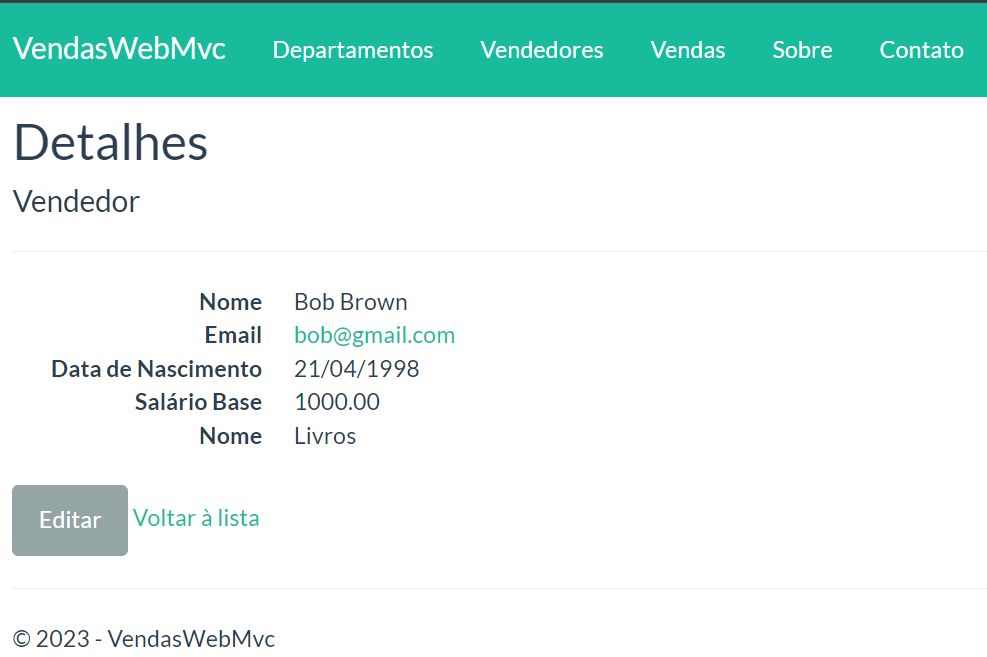 VendasWebMvc Departamentos Vendedores Vendas Sobre Contato
Detalhes
Vendedor
Nome Bob Brown
Email bob@gmail.com
Data de Nascimento 21/04/1998
Salário Base 1000.00
Nome Livros
Editar Voltar à lista
© 2023 - VendasWebMvc